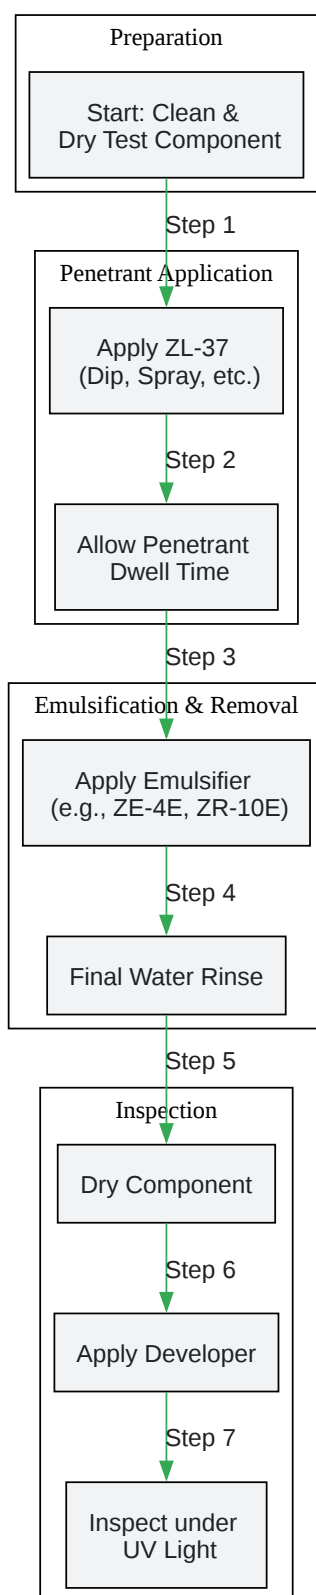 Preparation
Start: Clean &
Dry Test Component
Step 1
Penetrant Application
Apply ZL-37
(Dip, Spray, etc.)
Step 2
Allow Penetrant
Dwell Time
Step 3
Emulsification & Removal
Apply Emulsifier
(e.g., ZE-4E, ZR-10E)
Step 4
Final Water Rinse
Step 5
Inspection
Dry Component
Step 6
Apply Developer
Step 7
Inspect under
UV Light